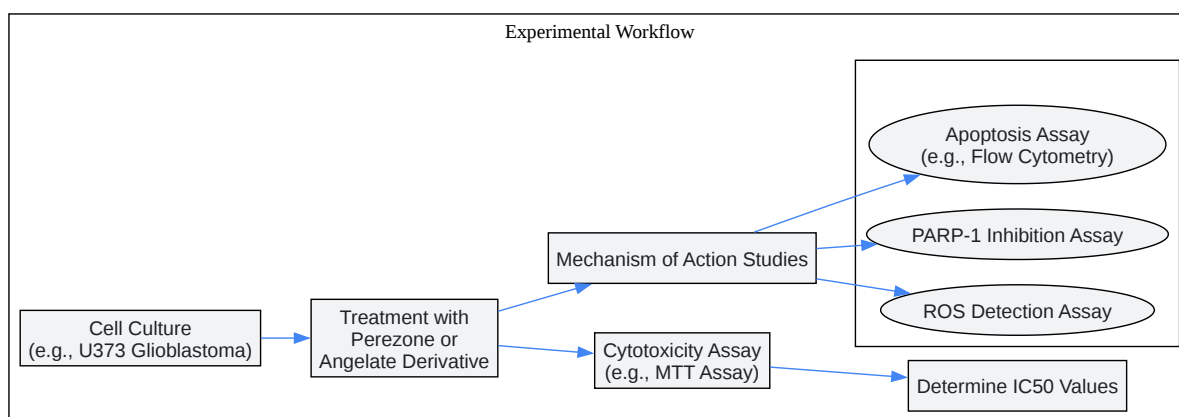 Experimental Workflow
Cell Culture
(e.g., U373 Glioblastoma)
Treatment with
Perezone or
Angelate Derivative
Mechanism of Action Studies
Cytotoxicity Assay
(e.g., MTT Assay)
Apoptosis Assay
(e.g., Flow Cytometry)
PARP-1 Inhibition Assay
ROS Detection Assay
Determine IC50 Values